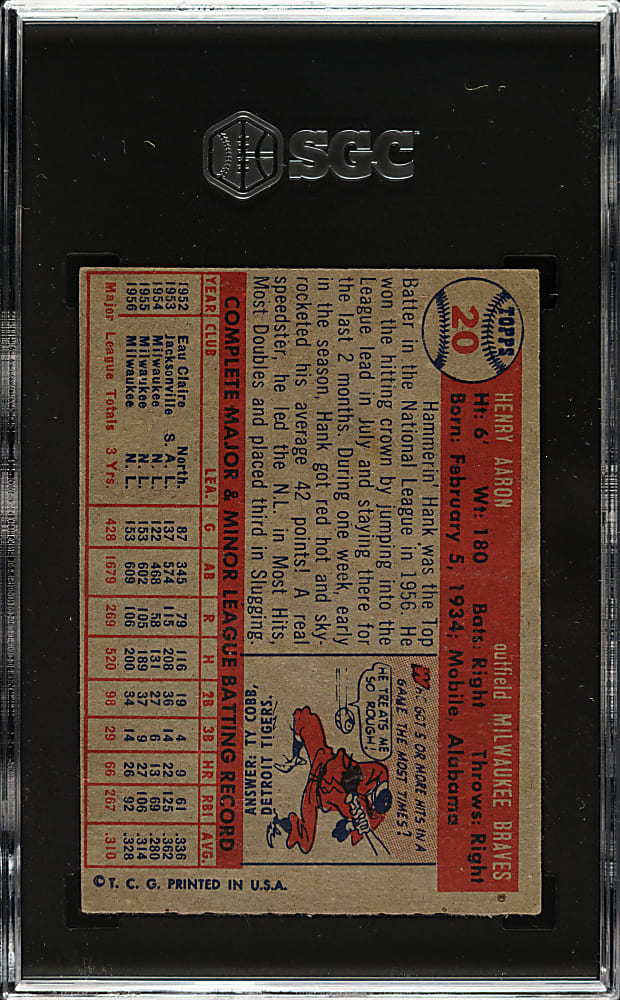 SGC
TOPPS
20
HENRY AARON outfield MILWAUKEE BRAVES
Ht: 6' Wt: 180 Bats: Right Throws: Right
Born: February 5, 1934; Mobile, Alabama
Hammerin' Hank was the Top
Batter in the National League in 1956. He
won the hitting crown by jumping into the
League lead in July and staying there for
the last 2 months. During one week, early
in the season, Hank got red hot and sky-
rocketed his average 42 points! A real
speedster, he led the N.L. in Most Hits,
Most Doubles and placed third in Slugging.
WHO GOT 5 OR MORE HITS IN A
GAME THE MOST TIMES?
HE TREATS ME
SO ROUGH!
ANSWER: TY COBB,
DETROIT TIGERS.
COMPLETE MAJOR & MINOR LEAGUE BATTING RECORD
YEAR CLUB LEA. G AB R H 2B 3B HR RBI AVG.
1952 Eau Claire North. 87 345 79 116 19 4 9 61 .336
1953 Jacksonville S. A. L. 137 574 115 208 36 14 22 125 .362
1954 Milwaukee N. L. 122 468 58 131 27 6 13 69 .280
1955 Milwaukee N. L. 153 602 105 189 37 9 27 106 .314
1956 Milwaukee N. L. 153 609 106 200 34 14 26 92 .328
Major League Totals 3 Yrs. 428 1679 269 520 98 29 66 267 .310
© T. C. G. PRINTED IN U.S.A.